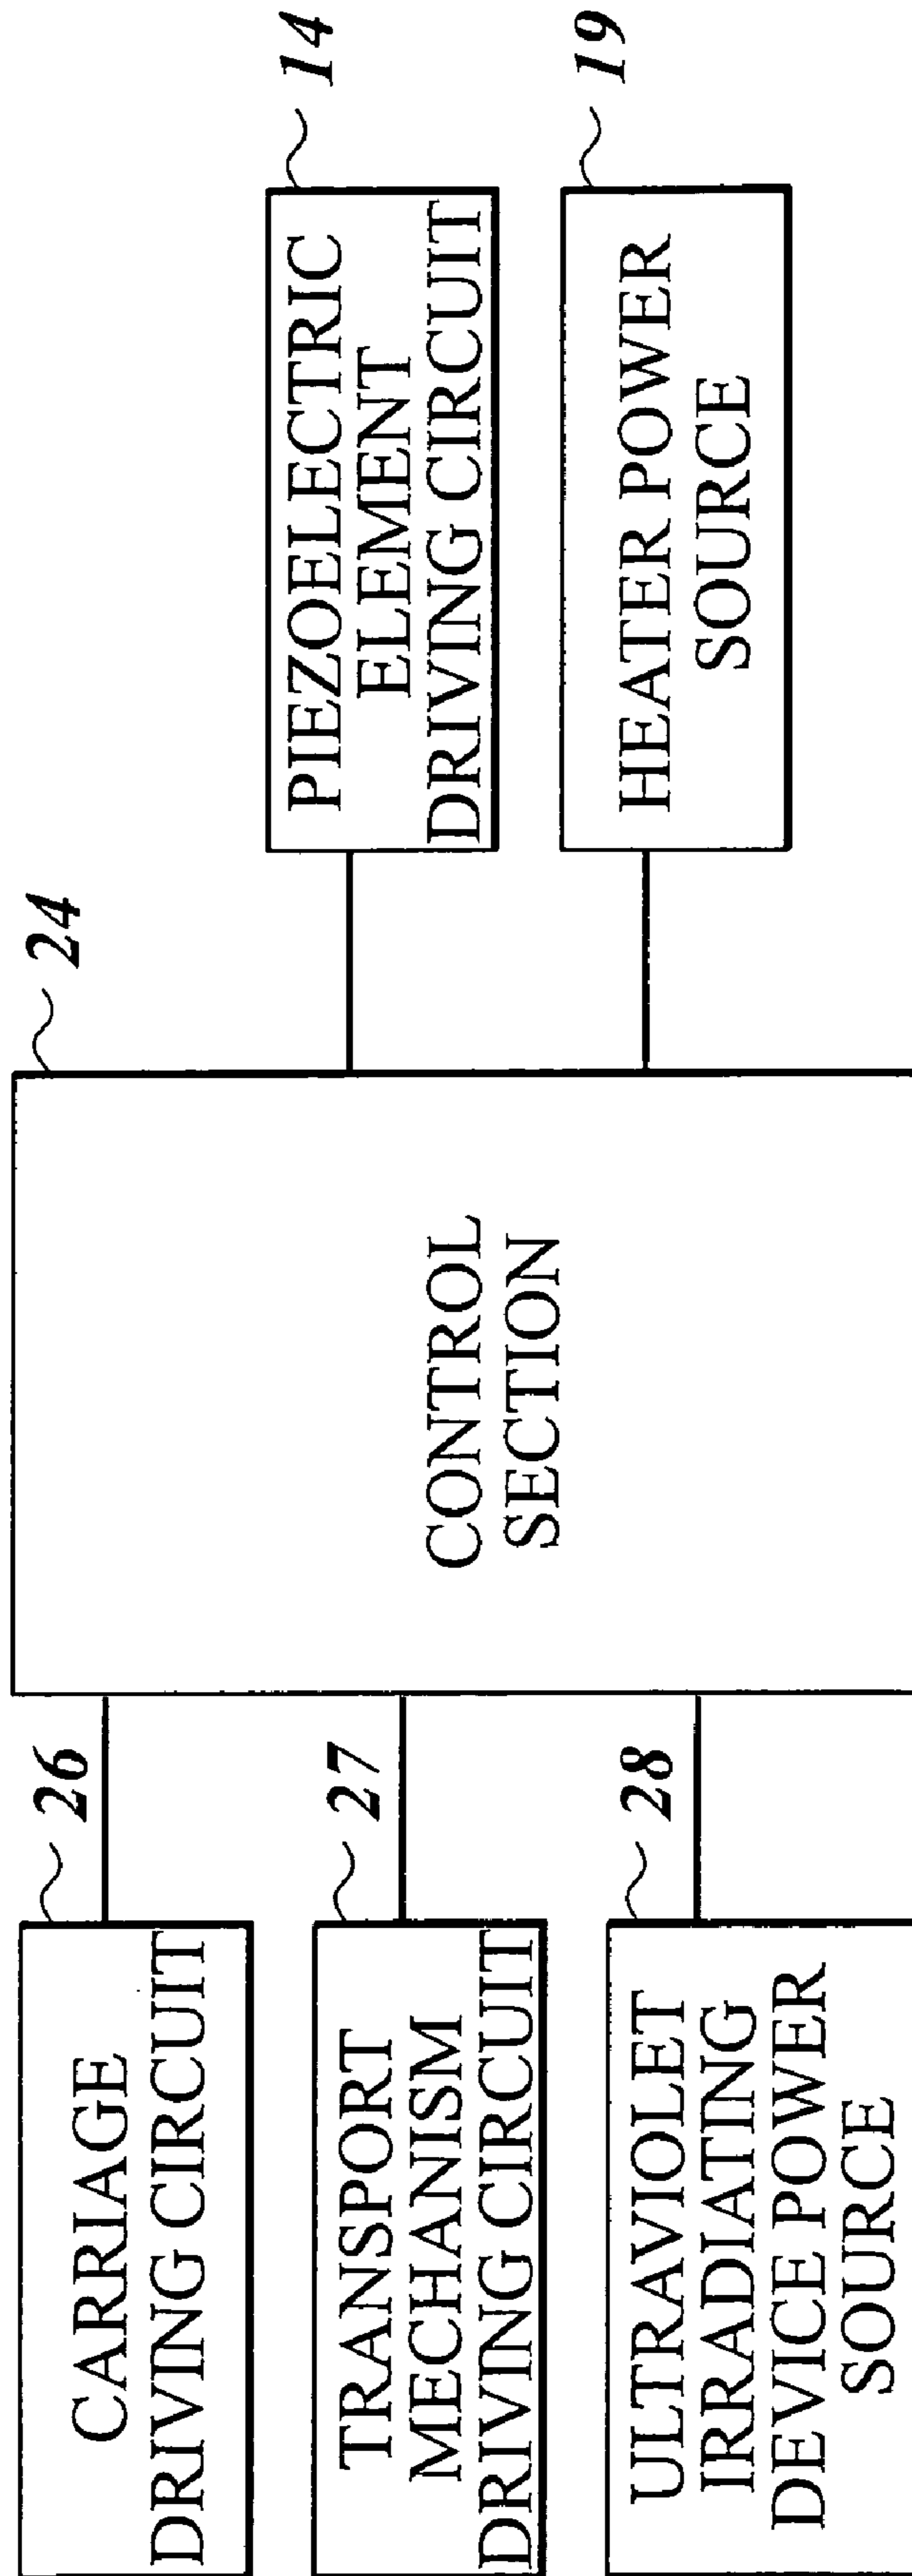 26
CARRIAGE
DRIVING CIRCUIT
27
TRANSPORT
MECHANISM
DRIVING CIRCUIT
28
ULTRAVIOLET
IRRADIATING
DEVICE POWER
SOURCE
24
CONTROL
SECTION
14
PIEZOELECTRIC
ELEMENT
DRIVING CIRCUIT
19
HEATER POWER
SOURCE